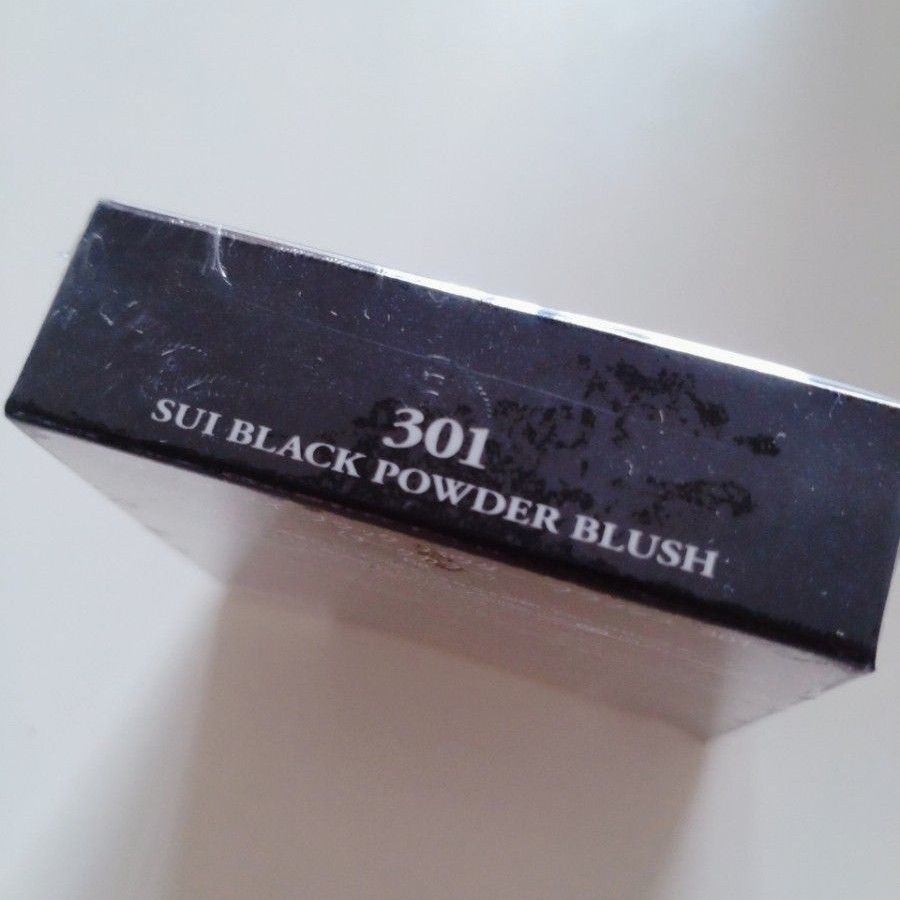 301
SUI BLACK POWDER BLUSH